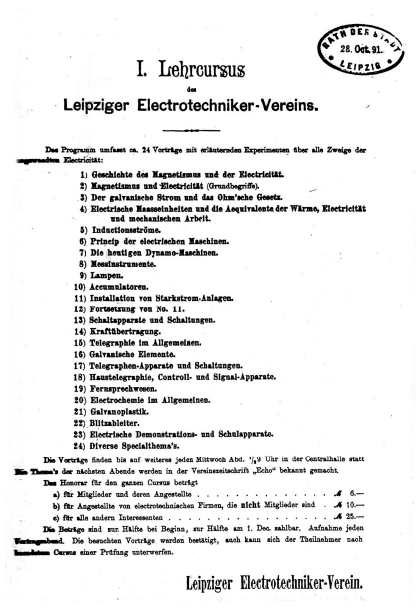 RATH DER STADT
28. Oct. 91.
LEIPZIG
I. Lehrcursus
des
Leipziger Electrotechniker-Vereins.
Das Programm umfasst ca. 24 Vorträge mit erläuternden Experimenten über alle Zweige der
angewandten Electricität:
1) Geschichte des Magnetismus und der Electricität.
2) Magnetismus und Electricität (Grundbegriffe).
3) Der galvanische Strom und das Ohm'sche Gesetz.
4) Electrische Maasseinheiten und die Aequivalente der Wärme, Electricität
und mechanischen Arbeit.
5) Inductionsströme.
6) Princip der electrischen Maschinen.
7) Die heutigen Dynamo-Maschinen.
8) Messinstrumente.
9) Lampen.
10) Accumulatoren.
11) Installation von Starkstrom-Anlagen.
12) Fortsetzung von No. 11.
13) Schaltapparate und Schaltungen.
14) Kraftübertragung.
15) Telegraphie im Allgemeinen.
16) Galvanische Elemente.
17) Telegraphen-Apparate und Schaltungen.
18) Haustelegraphie, Controll- und Signal-Apparate.
19) Fernsprechwesen.
20) Electrochemie im Allgemeinen.
21) Galvanoplastik.
22) Blitzableiter.
23) Electrische Demonstrations- und Schulapparate.
24) Diverse Specialthema's.
Die Vorträge finden bis auf weiteres jeden Mittwoch Abd. 1/2 9 Uhr in der Centralhalle statt
Die Thema's der nächsten Abende werden in der Vereinszeitschrift „Echo" bekannt gemacht.
Das Honorar für den ganzen Cursus beträgt
a) für Mitglieder und deren Angestellte . . . . . . . . . . . . . . . ℳ 6.—
b) für Angestellte von electrotechnischen Firmen, die nicht Mitglieder sind . ℳ 10.—
c) für alle andern Interessenten . . . . . . . . . . . . . . . . . . ℳ 25.—
Die Beträge sind zur Hälfte bei Beginn, zur Hälfte am 1. Dec. zahlbar. Aufnahme jeden
Vortragsabend. Die besuchten Vorträge werden bestätigt, auch kann sich der Theilnehmer nach
Cursus einer Prüfung unterwerfen.
Leipziger Electrotechniker-Verein.